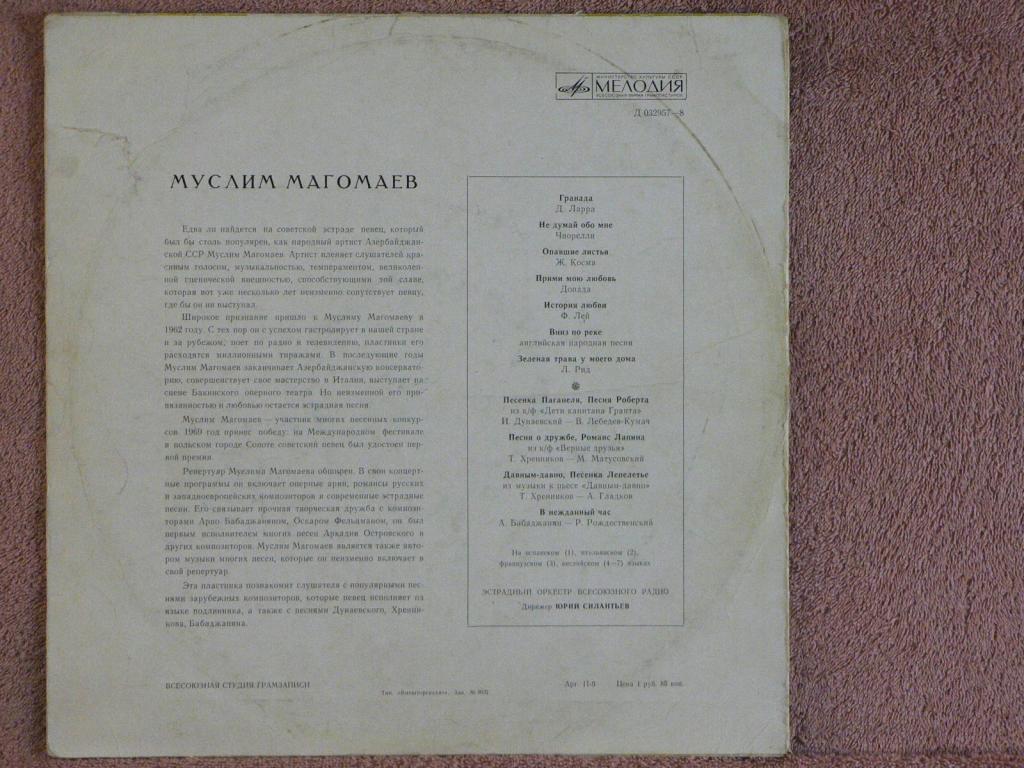 МИНИСТЕРСТВО КУЛЬТУРЫ СССР
МЕЛОДИЯ
ВСЕСОЮЗНАЯ ФИРМА ГРАМПЛАСТИНОК
Д 032957—8
МУСЛИМ МАГОМАЕВ
Едва ли найдется на советской эстраде певец, который
был бы столь популярен, как народный артист Азербайджан-
ской ССР Муслим Магомаев. Артист пленяет слушателей кра-
сивым голосом, музыкальностью, темпераментом, великолеп-
ной сценической внешностью, способствующими той славе,
которая вот уже несколько лет неизменно сопутствует певцу,
где бы он ни выступал.
Широкое признание пришло к Муслиму Магомаеву в
1962 году. С тех пор он с успехом гастролирует в нашей стране
и за рубежом, поет по радио и телевидению, пластинки его
расходятся миллионными тиражами. В последующие годы
Муслим Магомаев заканчивает Азербайджанскую консервато-
рию, совершенствует свое мастерство в Италии, выступает на
сцене Бакинского оперного театра. Но неизменной его при-
вязанностью и любовью остается эстрадная песня.
Муслим Магомаев — участник многих песенных конкур-
сов. 1969 год принес победу: на Международном фестивале
в польском городе Сопоте советский певец был удостоен пер-
вой премии.
Репертуар Муслима Магомаева обширен. В свои концерт-
ные программы он включает оперные арии, романсы русских
и западноевропейских композиторов и современные эстрадные
песни. Его связывает прочная творческая дружба с компози-
торами Арно Бабаджаняном, Оскаром Фельцманом, он был
первым исполнителем многих песен Аркадия Островского и
других композиторов. Муслим Магомаев является также авто-
ром музыки многих песен, которые он неизменно включает в
свой репертуар.
Эта пластинка познакомит слушателя с популярными пес-
нями зарубежных композиторов, которые певец исполняет на
языке подлинника, а также с песнями Дунаевского, Хренни-
кова, Бабаджаняна.
Гранада
Д. Ларра
Не думай обо мне
Чиорелли
Опавшие листья
Ж. Косма
Прими мою любовь
Допада
История любви
Ф. Лей
Вниз по реке
английская народная песня
Зеленая трава у моего дома
Л. Рид
Песенка Паганеля, Песня Роберта
из к/ф «Дети капитана Гранта»
И. Дунаевский — В. Лебедев-Кумач
Песня о дружбе, Романс Лапина
из к/ф «Верные друзья»
Т. Хренников — М. Матусовский
Давным-давно, Песенка Лепелетье
из музыки к пьесе «Давным-давно»
Т. Хренников — А. Гладков
В нежданный час
А. Бабаджанян — Р. Рождественский
На испанском (1), итальянском (2),
французском (3), английском (4—7) языках
ЭСТРАДНЫЙ ОРКЕСТР ВСЕСОЮЗНОГО РАДИО
Дирижер ЮРИЙ СИЛАНТЬЕВ
ВСЕСОЮЗНАЯ СТУДИЯ ГРАМЗАПИСИ
Арт. 11-8 Цена 1 руб. коп.
Тип. Зак. №